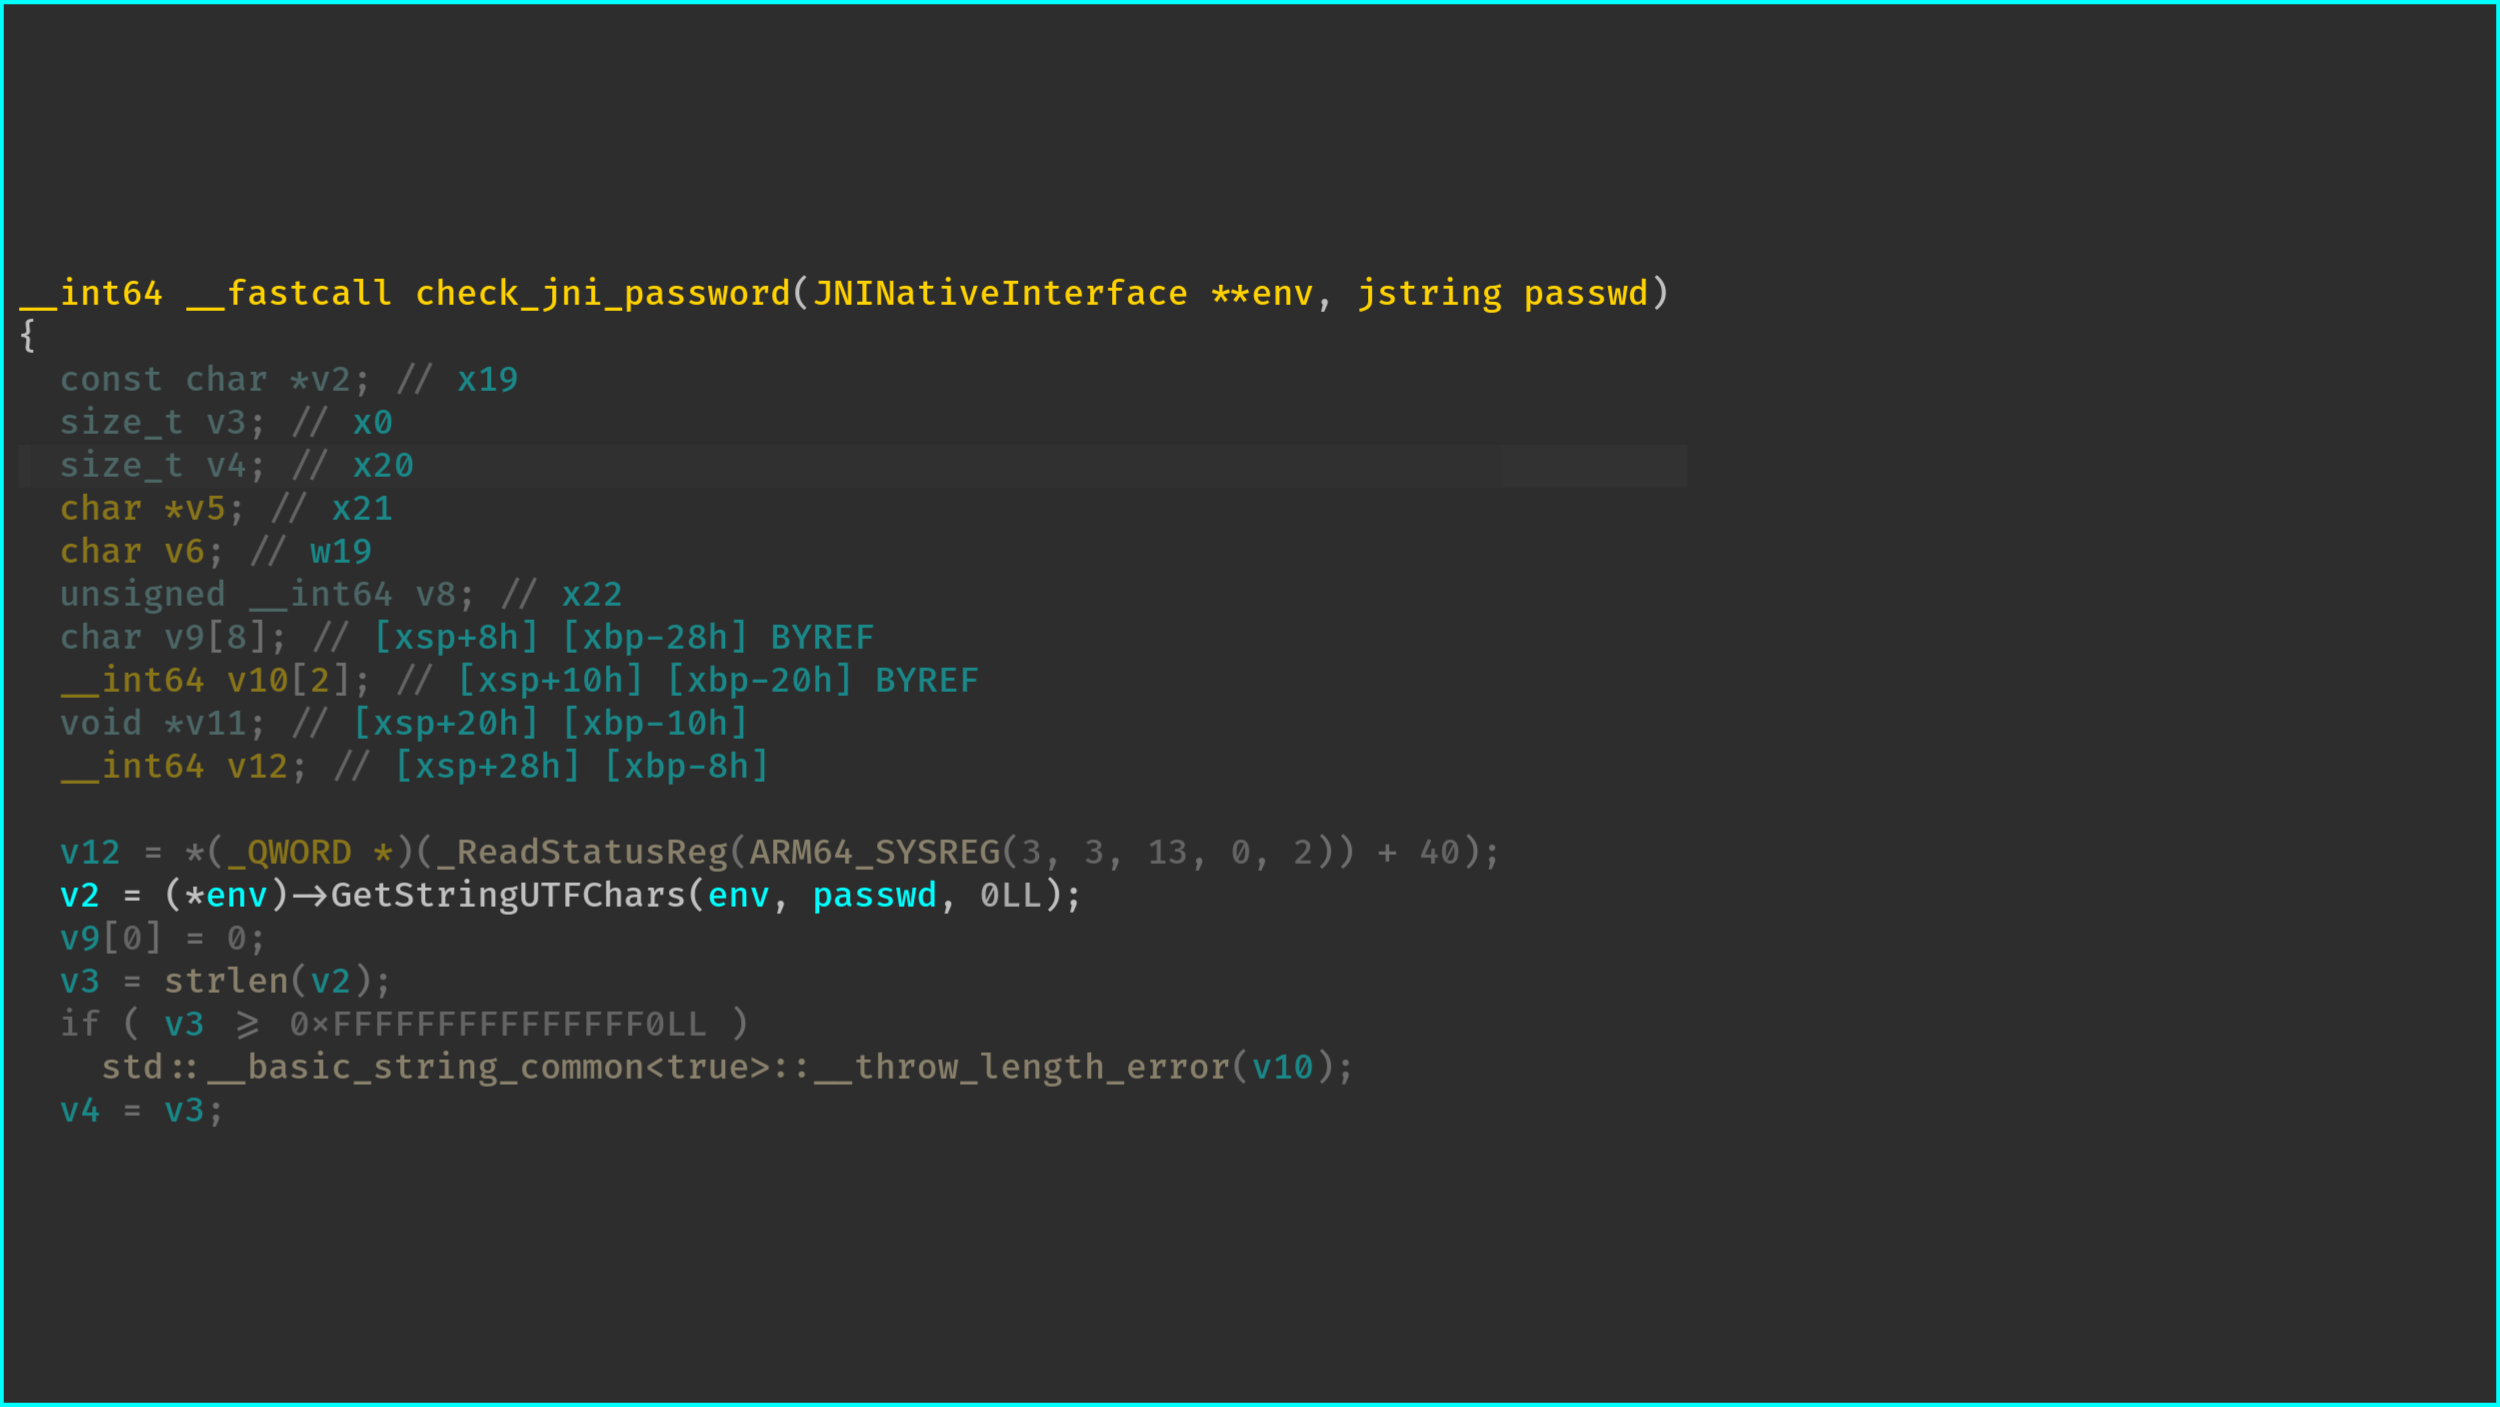 __int64 __fastcall check_jni_password(JNINativeInterface **env, jstring passwd)
{
  const char *v2; // x19
  size_t v3; // x0
  size_t v4; // x20
  char *v5; // x21
  char v6; // w19
  unsigned __int64 v8; // x22
  char v9[8]; // [xsp+8h] [xbp-28h] BYREF
  __int64 v10[2]; // [xsp+10h] [xbp-20h] BYREF
  void *v11; // [xsp+20h] [xbp-10h]
  __int64 v12; // [xsp+28h] [xbp-8h]

  v12 = *(_QWORD *)(_ReadStatusReg(ARM64_SYSREG(3, 3, 13, 0, 2)) + 40);
  v2 = (*env)->GetStringUTFChars(env, passwd, 0LL);
  v9[0] = 0;
  v3 = strlen(v2);
  if ( v3 >= 0xFFFFFFFFFFFFFFF0LL )
    std::__basic_string_common<true>::__throw_length_error(v10);
  v4 = v3;